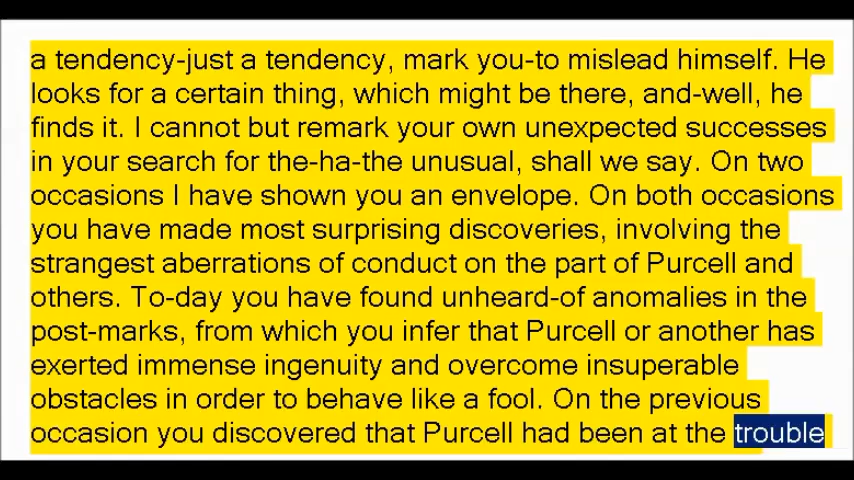 a tendency-just a tendency, mark you-to mislead himself. He
looks for a certain thing, which might be there, and-well, he
finds it. I cannot but remark your own unexpected successes
in your search for the-ha-the unusual, shall we say. On two
occasions I have shown you an envelope. On both occasions
you have made most surprising discoveries, involving the
strangest aberrations of conduct on the part of Purcell and
others. To-day you have found unheard-of anomalies in the
post-marks, from which you infer that Purcell or another has
exerted immense ingenuity and overcome insuperable
obstacles in order to behave like a fool. On the previous
occasion you discovered that Purcell had been at the trouble